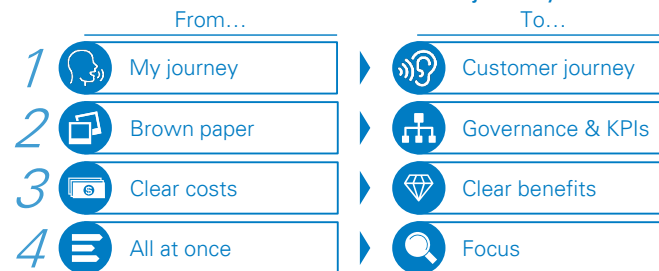 From…
To…
1 My journey Customer journey
2 Brown paper Governance & KPIs
3 Clear costs Clear benefits
4 All at once Focus